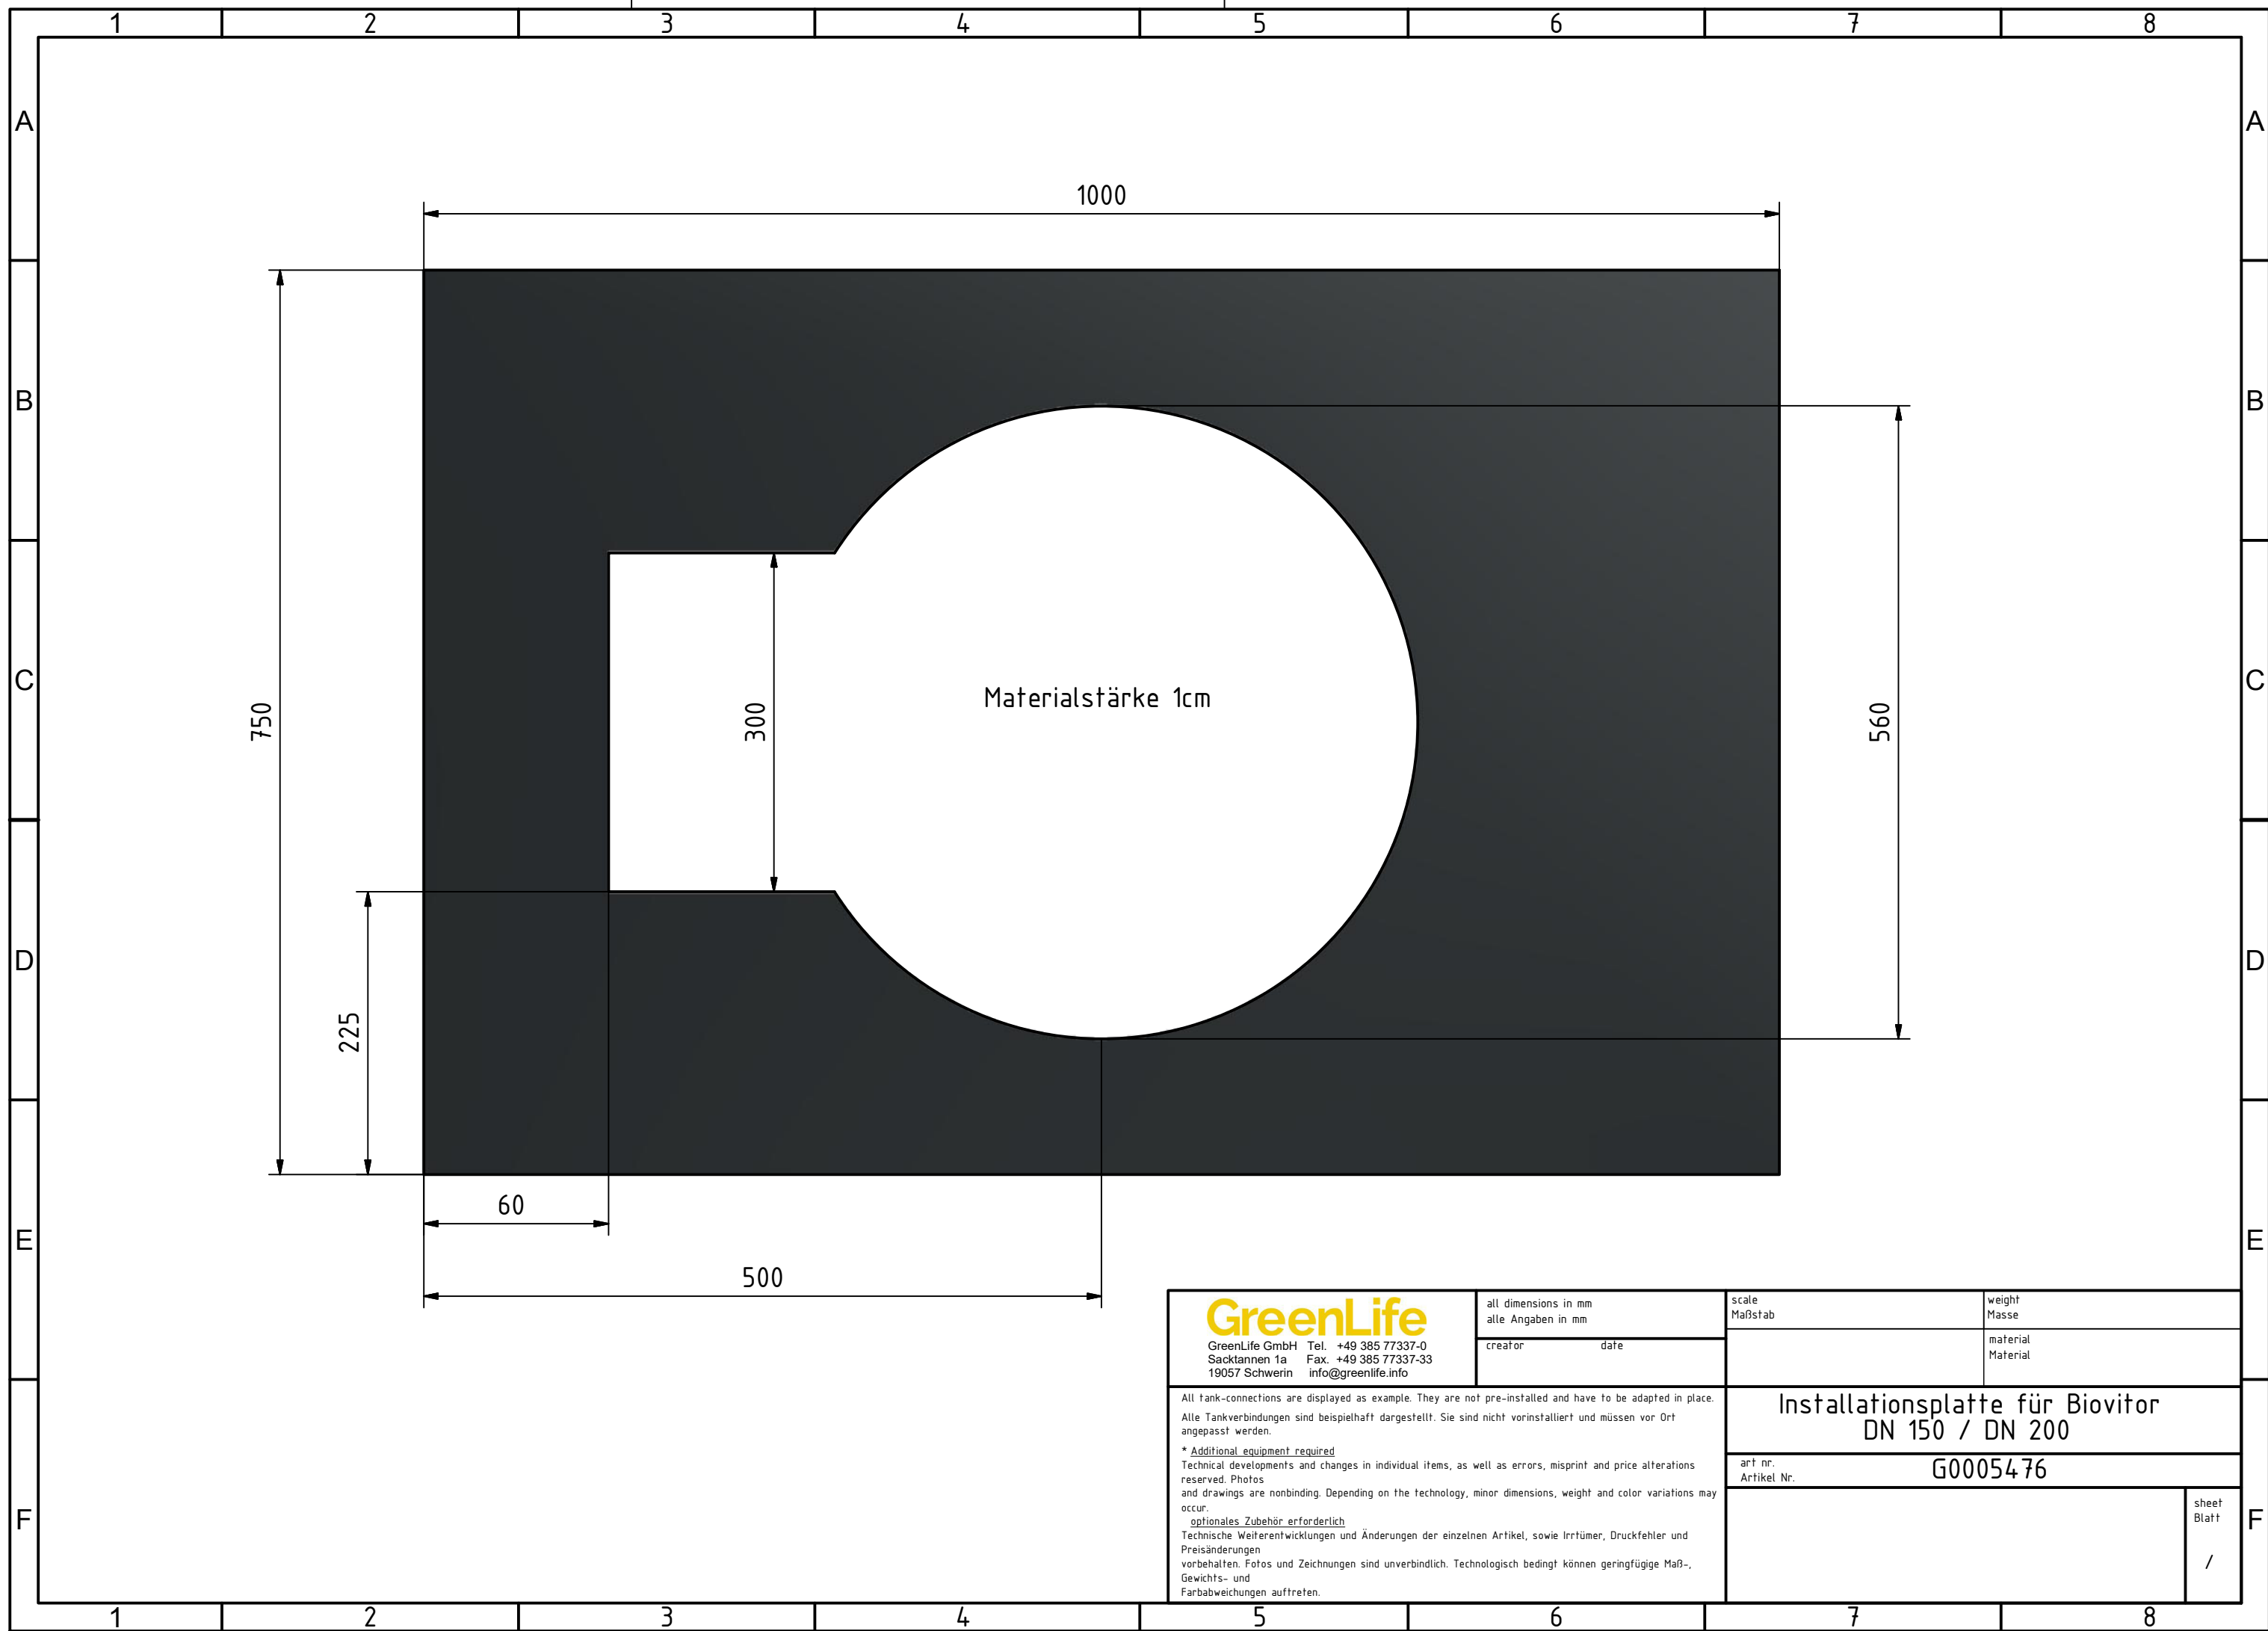 1 2 3 4 5 6 7 8
A A
1000
B B
C C
750
300
Materialstärke 1cm
560
225
D D
60
E E
500
GreenLife
GreenLife GmbH Tel. +49 385 77337-0
Sacktannen 1a Fax. +49 385 77337-33
19057 Schwerin info@greenlife.info
all dimensions in mm
alle Angaben in mm
creator date
scale
Maßstab
weight
Masse
material
Material
All tank-connections are displayed as example. They are not pre-installed and have to be adapted in place.
Alle Tankverbindungen sind beispielhaft dargestellt. Sie sind nicht vorinstalliert und müssen vor Ort
angepasst werden.
* Additional equipment required
Technical developments and changes in individual items, as well as errors, misprint and price alterations
reserved. Photos
and drawings are nonbinding. Depending on the technology, minor dimensions, weight and color variations may
occur.
optionales Zubehör erforderlich
Technische Weiterentwicklungen und Änderungen der einzelnen Artikel, sowie Irrtümer, Druckfehler und
Preisänderungen
vorbehalten. Fotos und Zeichnungen sind unverbindlich. Technologisch bedingt können geringfügige Maß-,
Gewichts- und
Farbabweichungen auftreten.
Installationsplatte für Biovitor
DN 150 / DN 200
art nr.
Artikel Nr.
G0005476
sheet
Blatt
/
F F
1 2 3 4 5 6 7 8